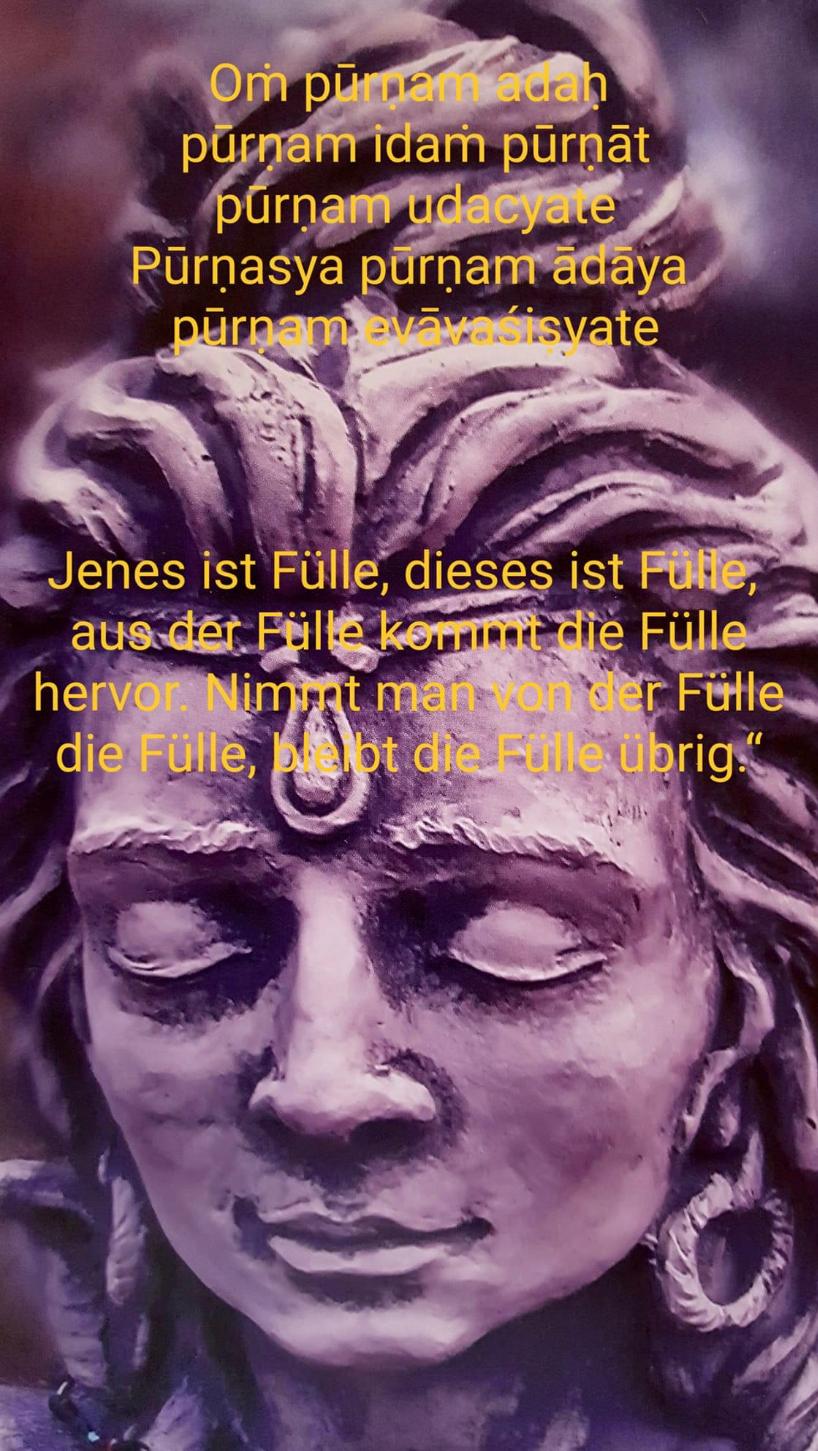 Oṁ pūrṇam adaḥ
pūrṇam idaṁ pūrṇāt
pūrṇam udacyate
Pūrṇasya pūrṇam ādāya
pūrṇam evāvaśiṣyate
Jenes ist Fülle, dieses ist Fülle,
aus der Fülle kommt die Fülle
hervor. Nimmt man von der Fülle
die Fülle, bleibt die Fülle übrig.“